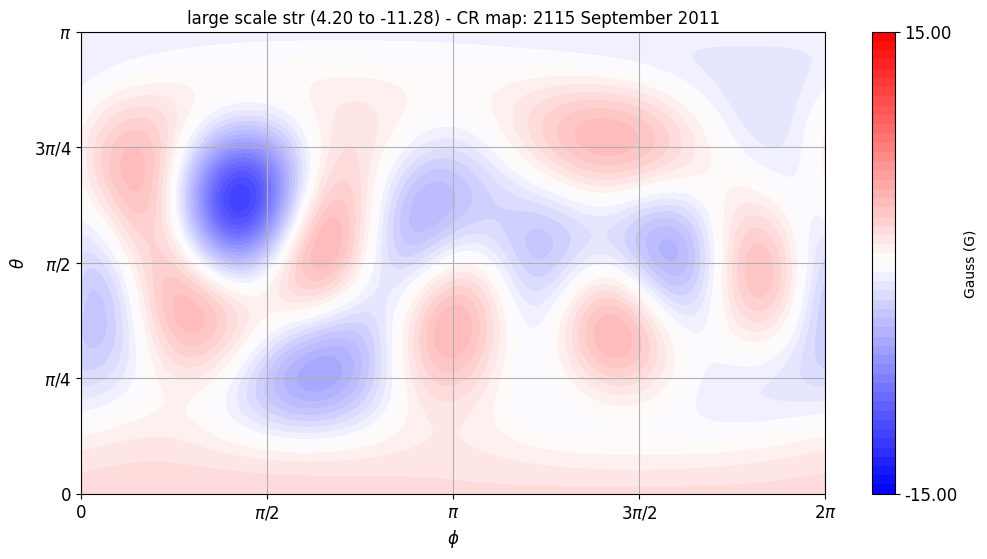 large scale str (4.20 to -11.28) - CR map: 2115 September 2011
π
3π/4
π/2
π/4
0
θ
0
π/2
π
3π/2
2π
ϕ
15.00
-15.00
Gauss (G)